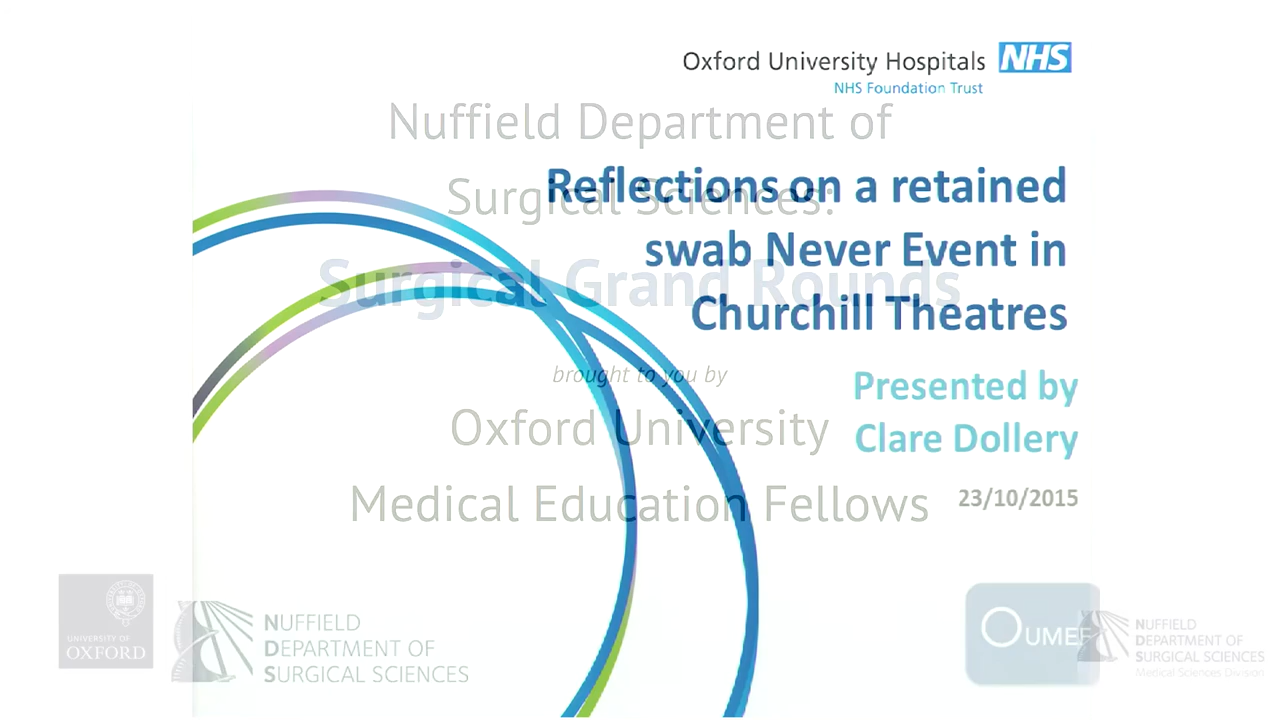 Oxford University Hospitals NHS
NHS Foundation Trust
Nuffield Department of
Surgical Sciences:
Surgical Grand Rounds
brought to you by
Oxford University
Medical Education Fellows
Reflections on a retained
swab Never Event in
Churchill Theatres
Presented by
Clare Dollery
23/10/2015
UNIVERSITY OF
OXFORD
NUFFIELD
DEPARTMENT OF
SURGICAL SCIENCES
OUMEF
NUFFIELD
DEPARTMENT OF
SURGICAL SCIENCES
Medical Sciences Division